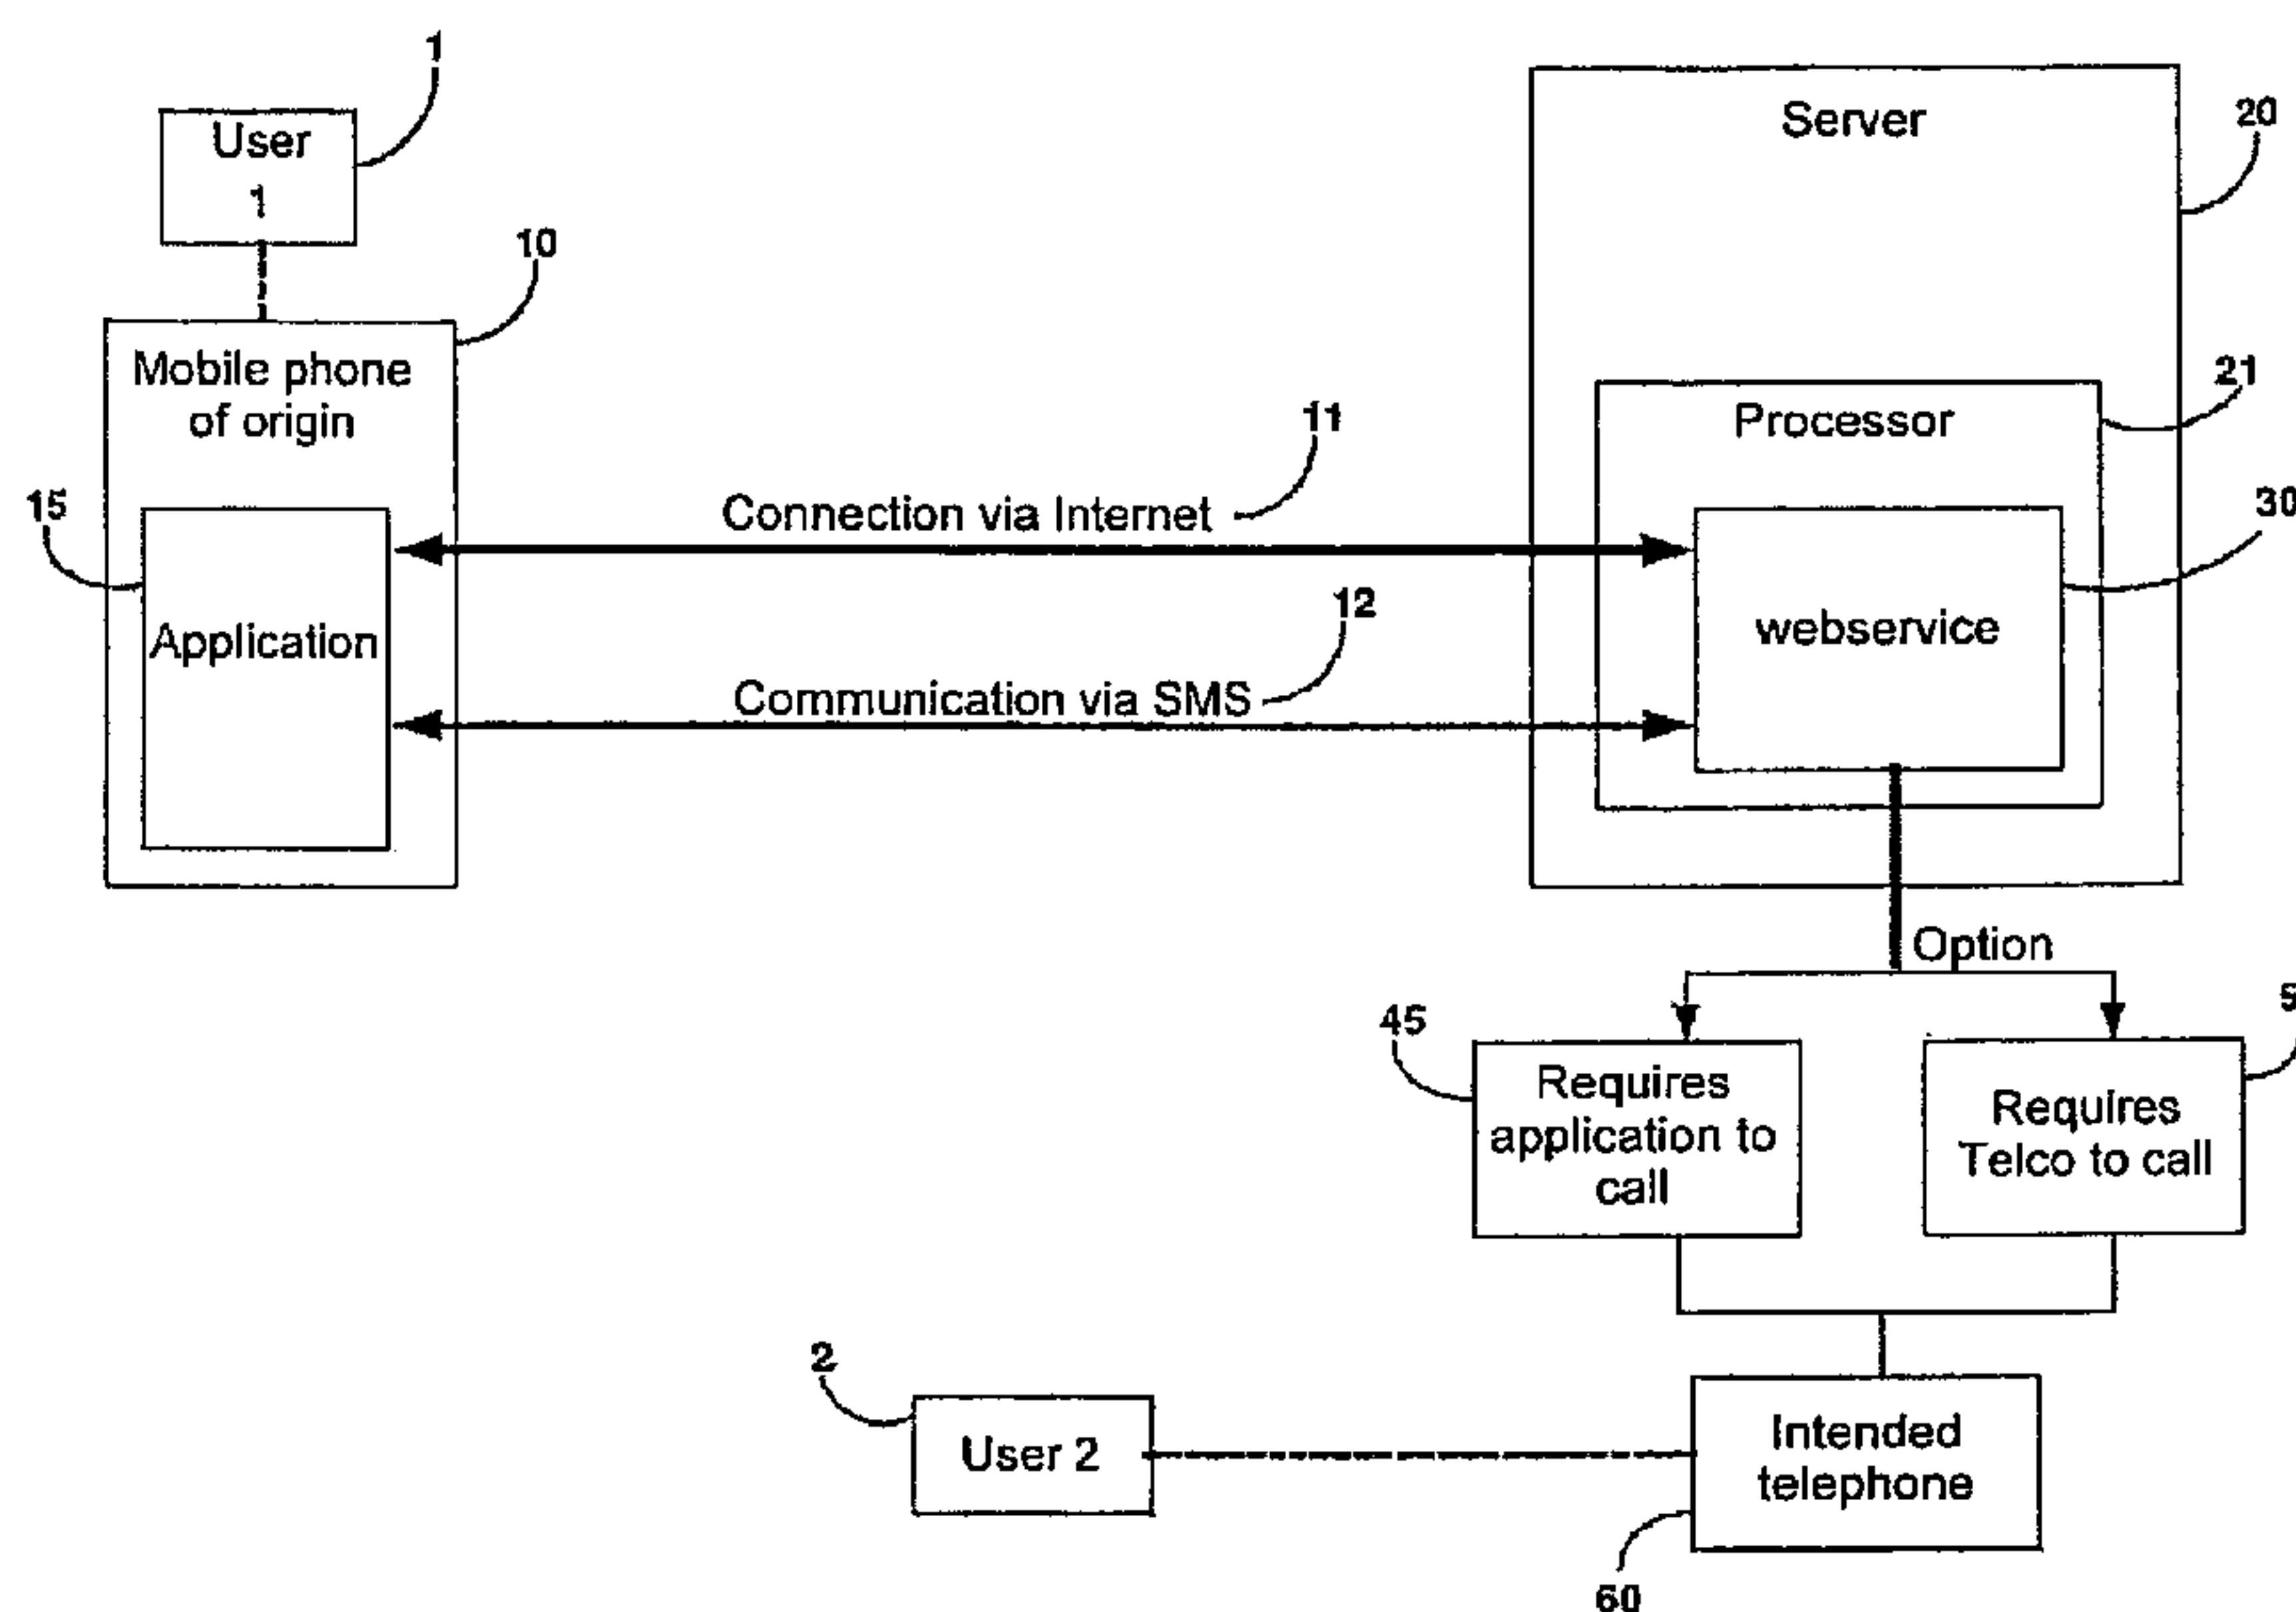 1
User
1
10
Mobile phone
of origin
15
Application
Connection via Internet
11
Communication via SMS
12
Server
20
Processor
21
webservice
30
Option
45
Requires
application to
call
Requires
Telco to call
2
User 2
Intended
telephone
60